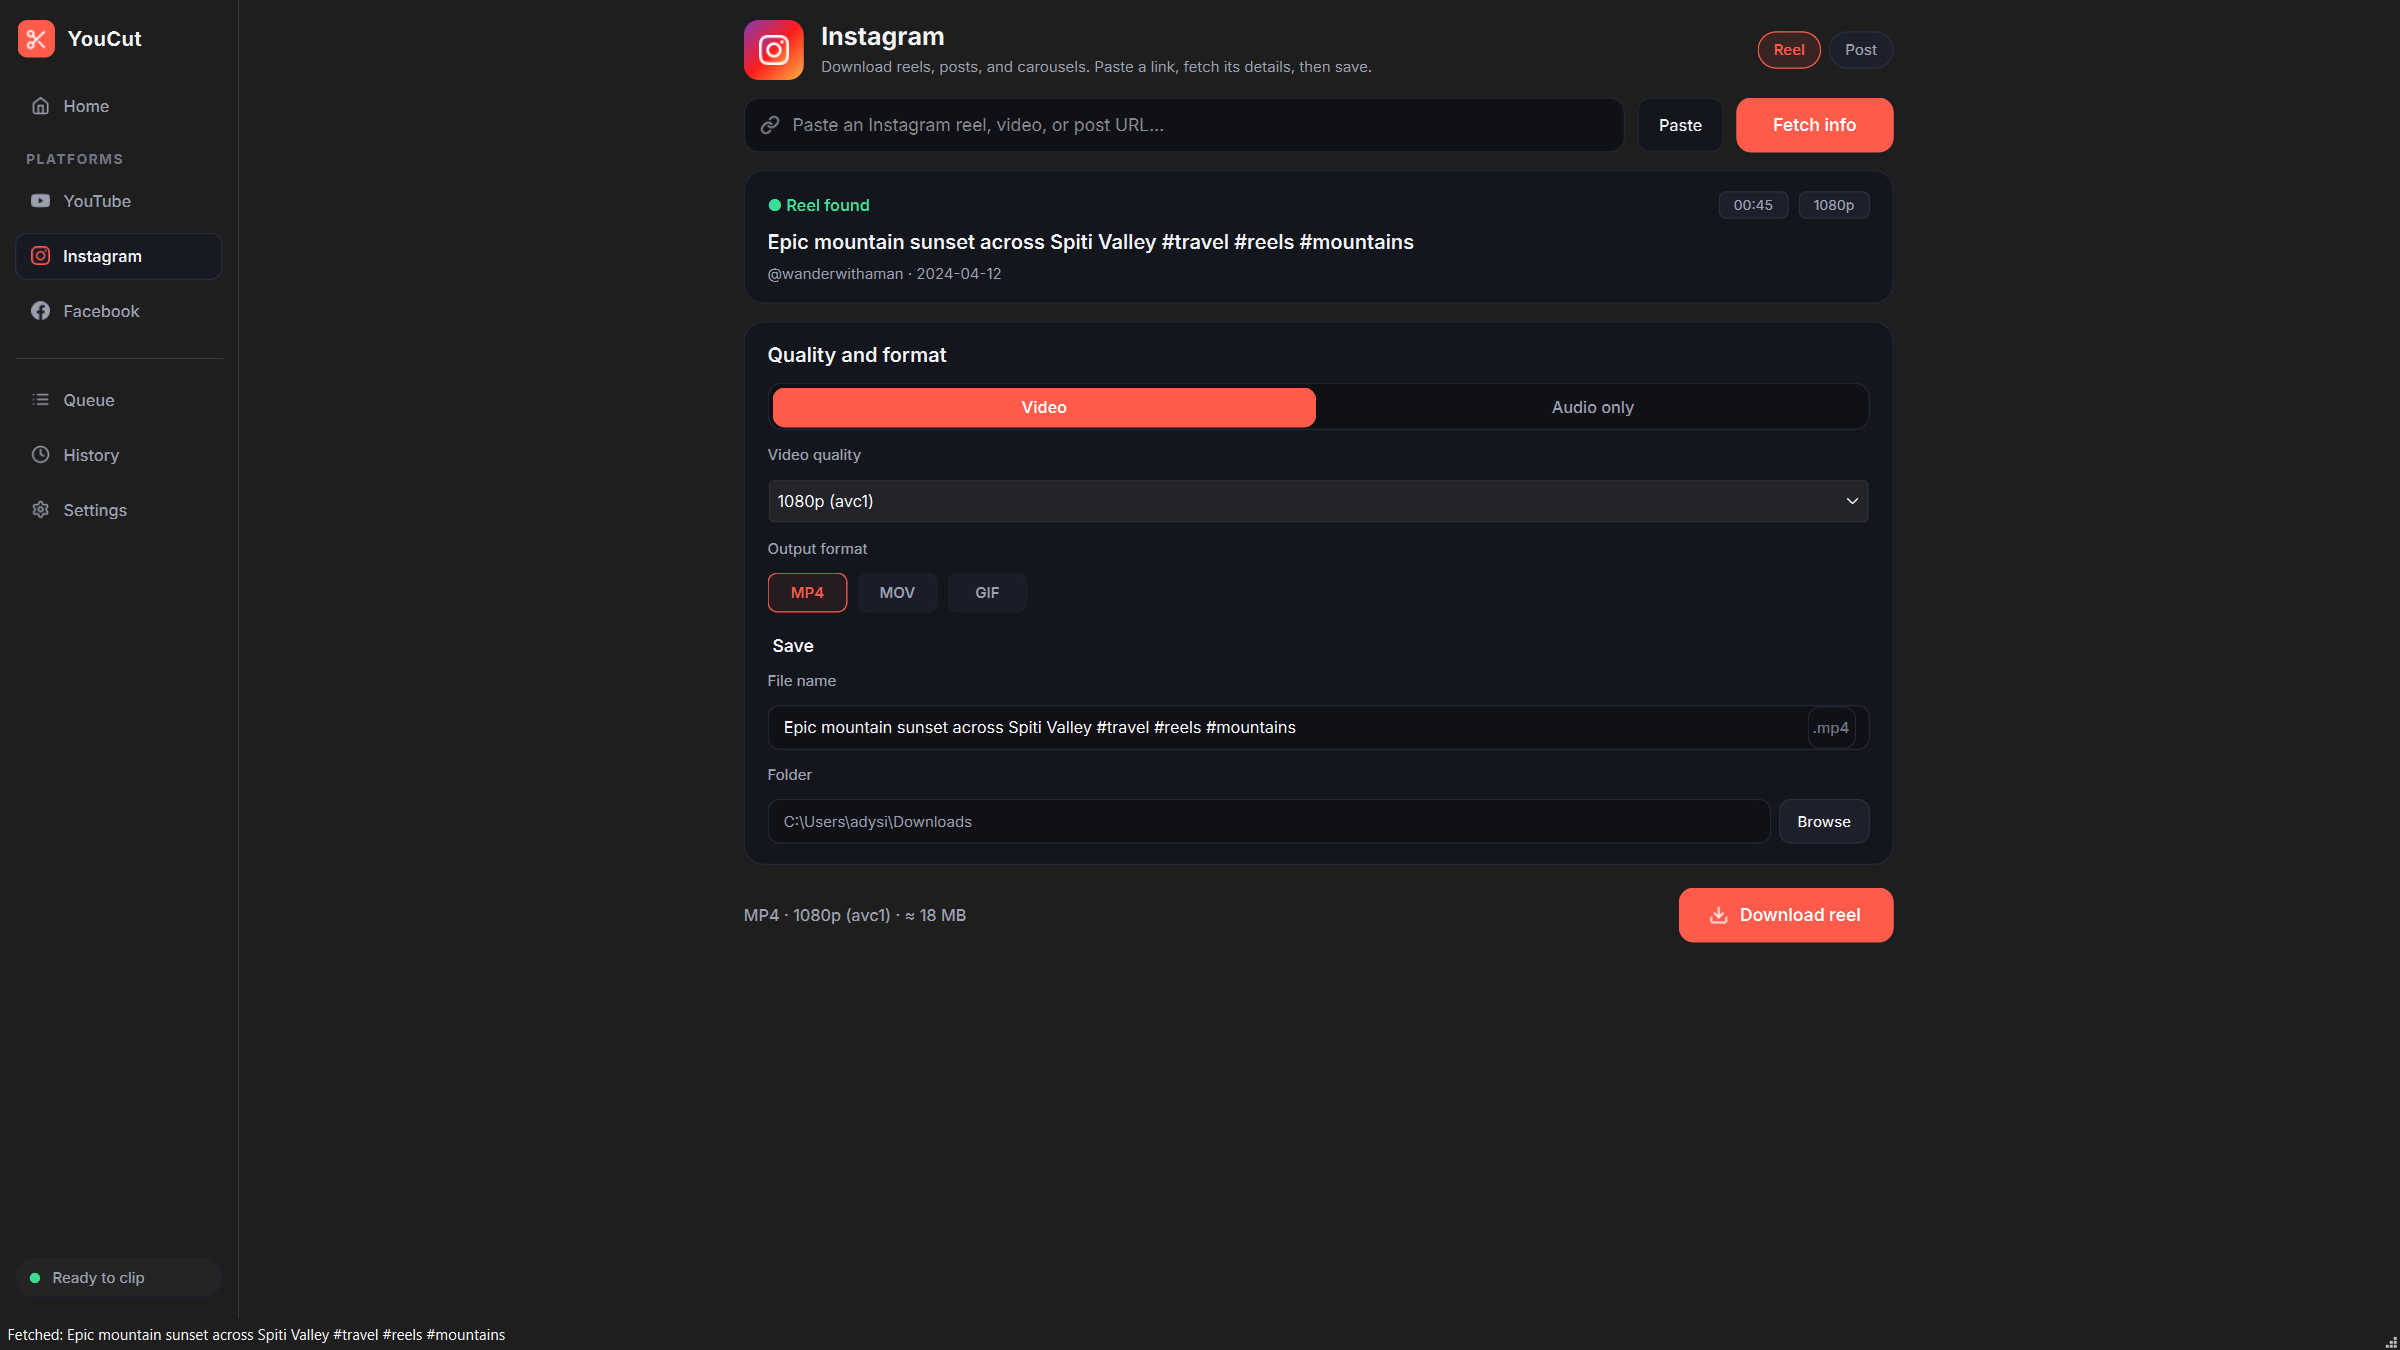 YouCut
Home
PLATFORMS
YouTube
Instagram
Facebook
Queue
History
Settings
Ready to clip
Instagram
Download reels, posts, and carousels. Paste a link, fetch its details, then save.
Reel
Post
Paste an Instagram reel, video, or post URL...
Paste
Fetch info
Reel found
00:45
1080p
Epic mountain sunset across Spiti Valley #travel #reels #mountains
@wanderwithaman · 2024-04-12
Quality and format
Video
Audio only
Video quality
1080p (avc1)
Output format
MP4
MOV
GIF
Save
File name
Epic mountain sunset across Spiti Valley #travel #reels #mountains
.mp4
Folder
C:\Users\adysi\Downloads
Browse
MP4 · 1080p (avc1) · ≈ 18 MB
Download reel
Fetched: Epic mountain sunset across Spiti Valley #travel #reels #mountains